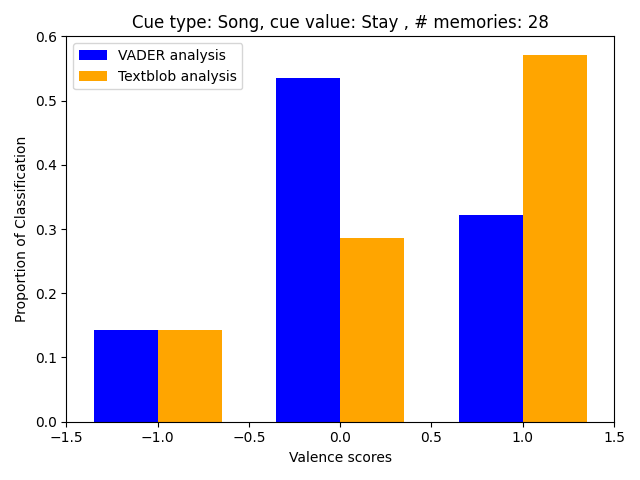 Cue type: Song, cue value: Stay , # memories: 28
VADER analysis
Textblob analysis
Proportion of Classification
0.6
0.5
0.4
0.3
0.2
0.1
0.0
−1.5 −1.0 −0.5 0.0 0.5 1.0 1.5
Valence scores